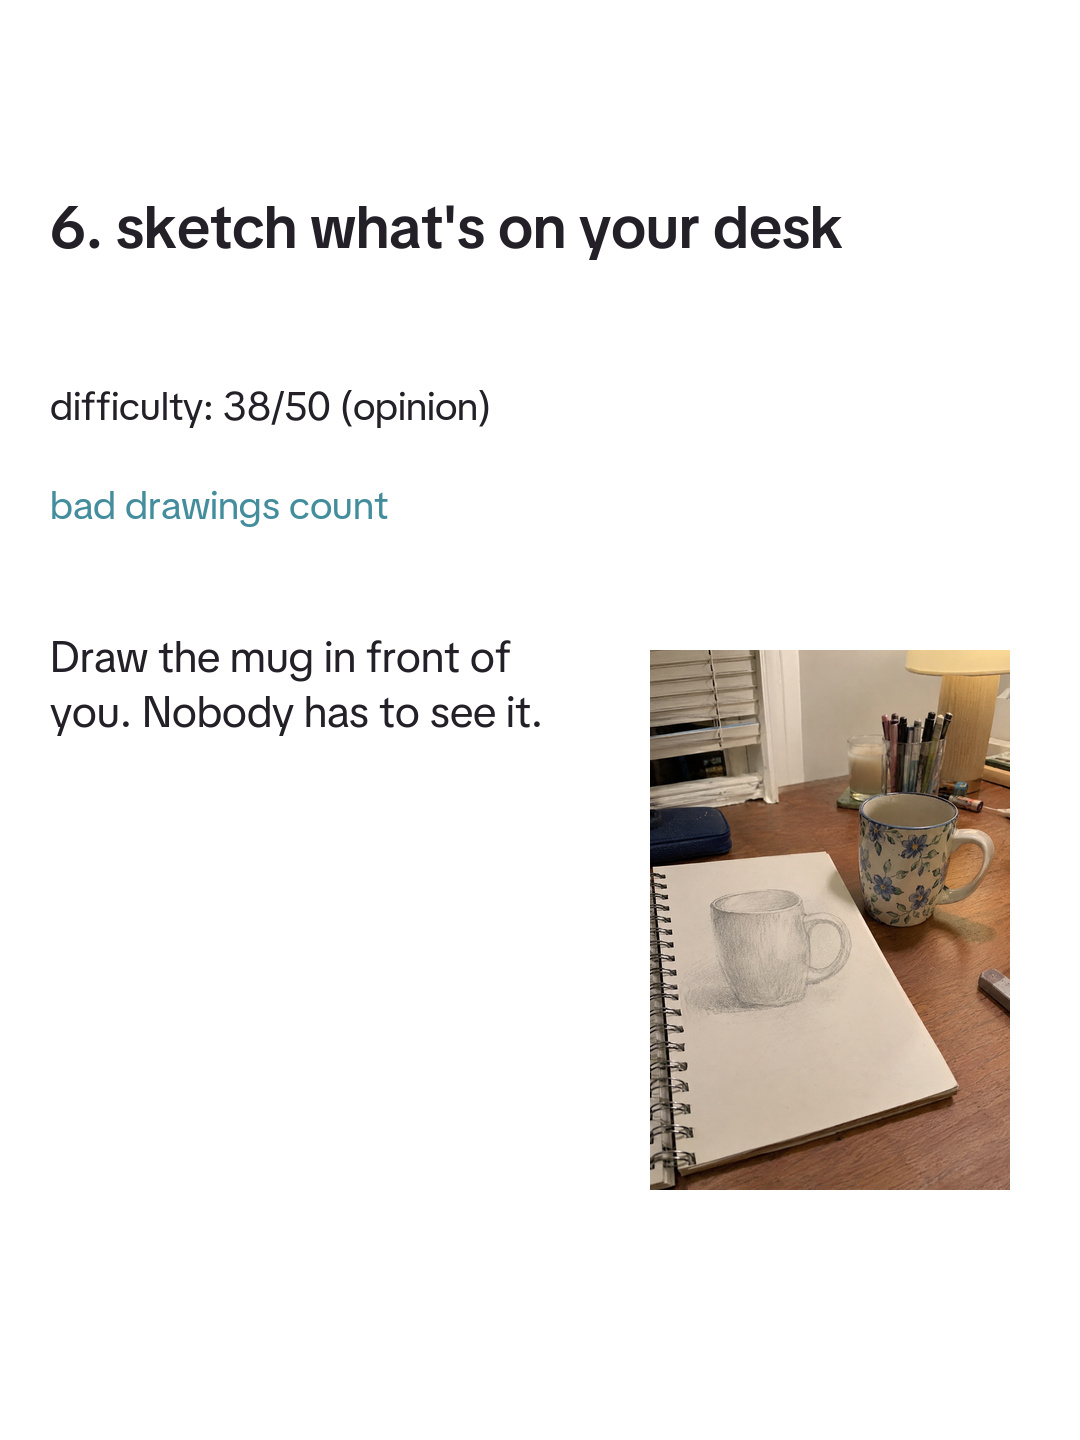 6. sketch what's on your desk
difficulty: 38/50 (opinion)
bad drawings count
Draw the mug in front of
you. Nobody has to see it.